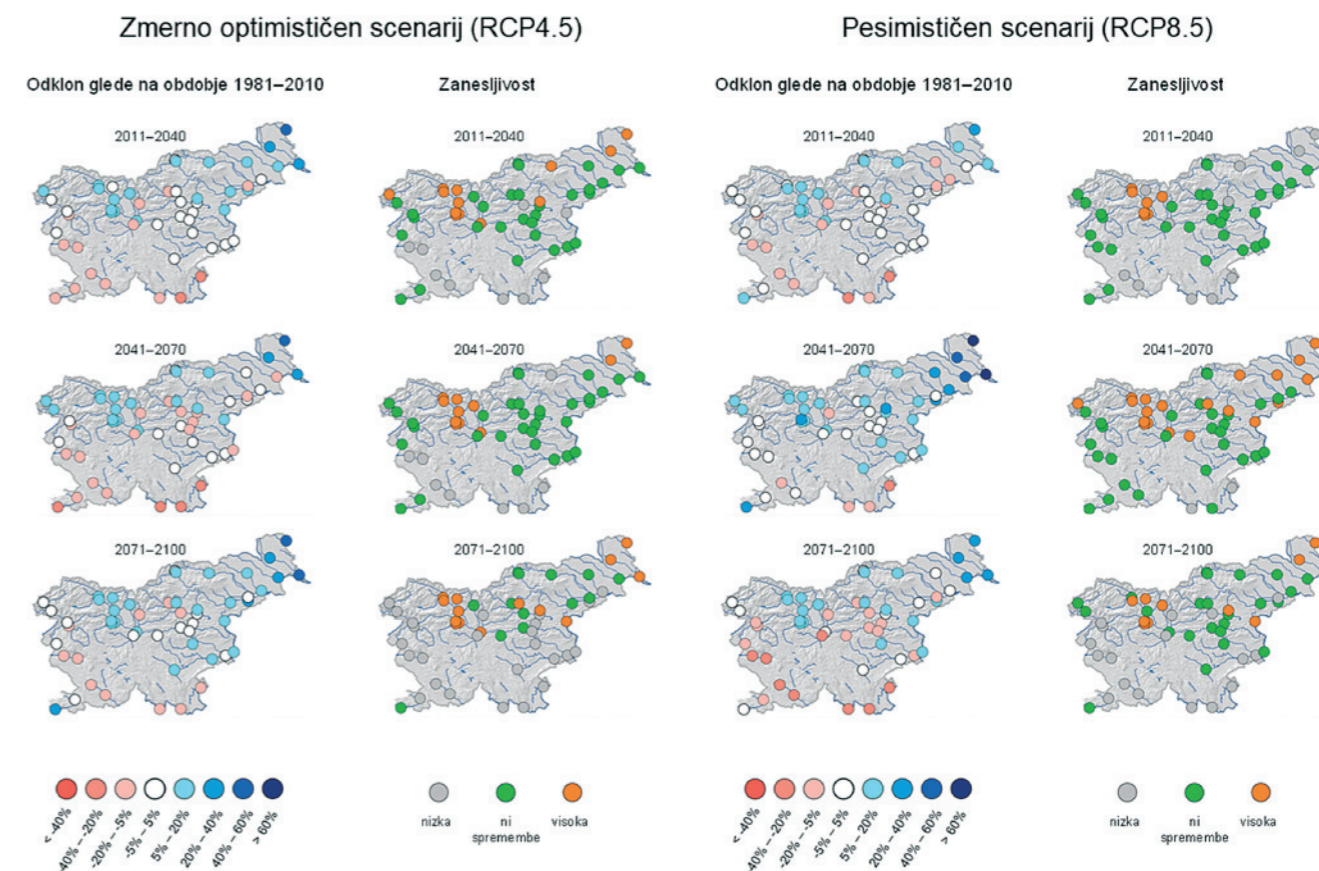 Zmerno optimističen scenarij (RCP4.5)
Pesimističen scenarij (RCP8.5)
Odklon glede na obdobje 1981–2010
Zanesljivost
Odklon glede na obdobje 1981–2010
Zanesljivost
2011–2040
2011–2040
2011–2040
2011–2040
2041–2070
2041–2070
2041–2070
2041–2070
2071–2100
2071–2100
2071–2100
2071–2100
< -40%
40% – -20%
-20% – -5%
-5% – 5%
5% – 20%
20% – 40%
40% – 60%
> 60%
nizka
ni
spremembe
visoka
< -40%
40% – -20%
-20% – -5%
-5% – 5%
5% – 20%
20% – 40%
40% – 60%
> 60%
nizka
ni
spremembe
visoka